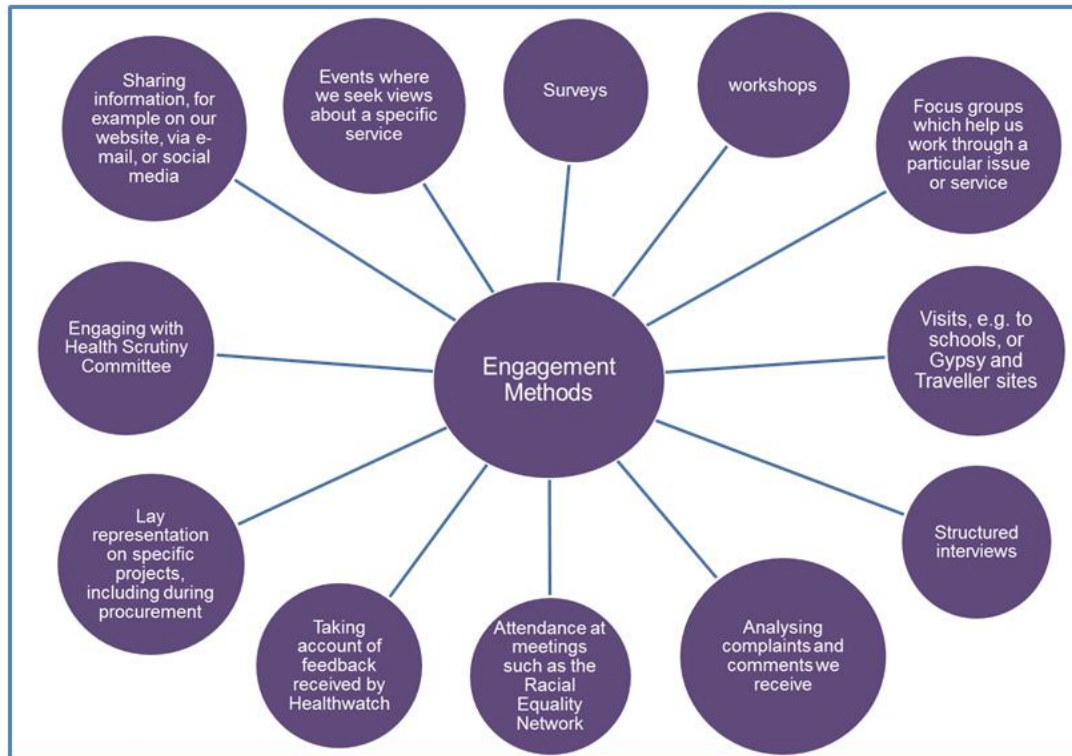 Sharing
information, for
example on our
website, via e-
mail, or social
media
Events where
we seek views
about a specific
service
Surveys
workshops
Focus groups
which help us
work through a
particular issue
or service
Engaging with
Health Scrutiny
Committee
Engagement
Methods
Visits, e.g. to
schools, or
Gypsy and
Traveller sites
Lay
representation
on specific
projects,
including during
procurement
Taking
account of
feedback
received by
Healthwatch
Attendance at
meetings such
as the
Racial
Equality
Network
Analysing
complaints and
comments we
receive
Structured
interviews